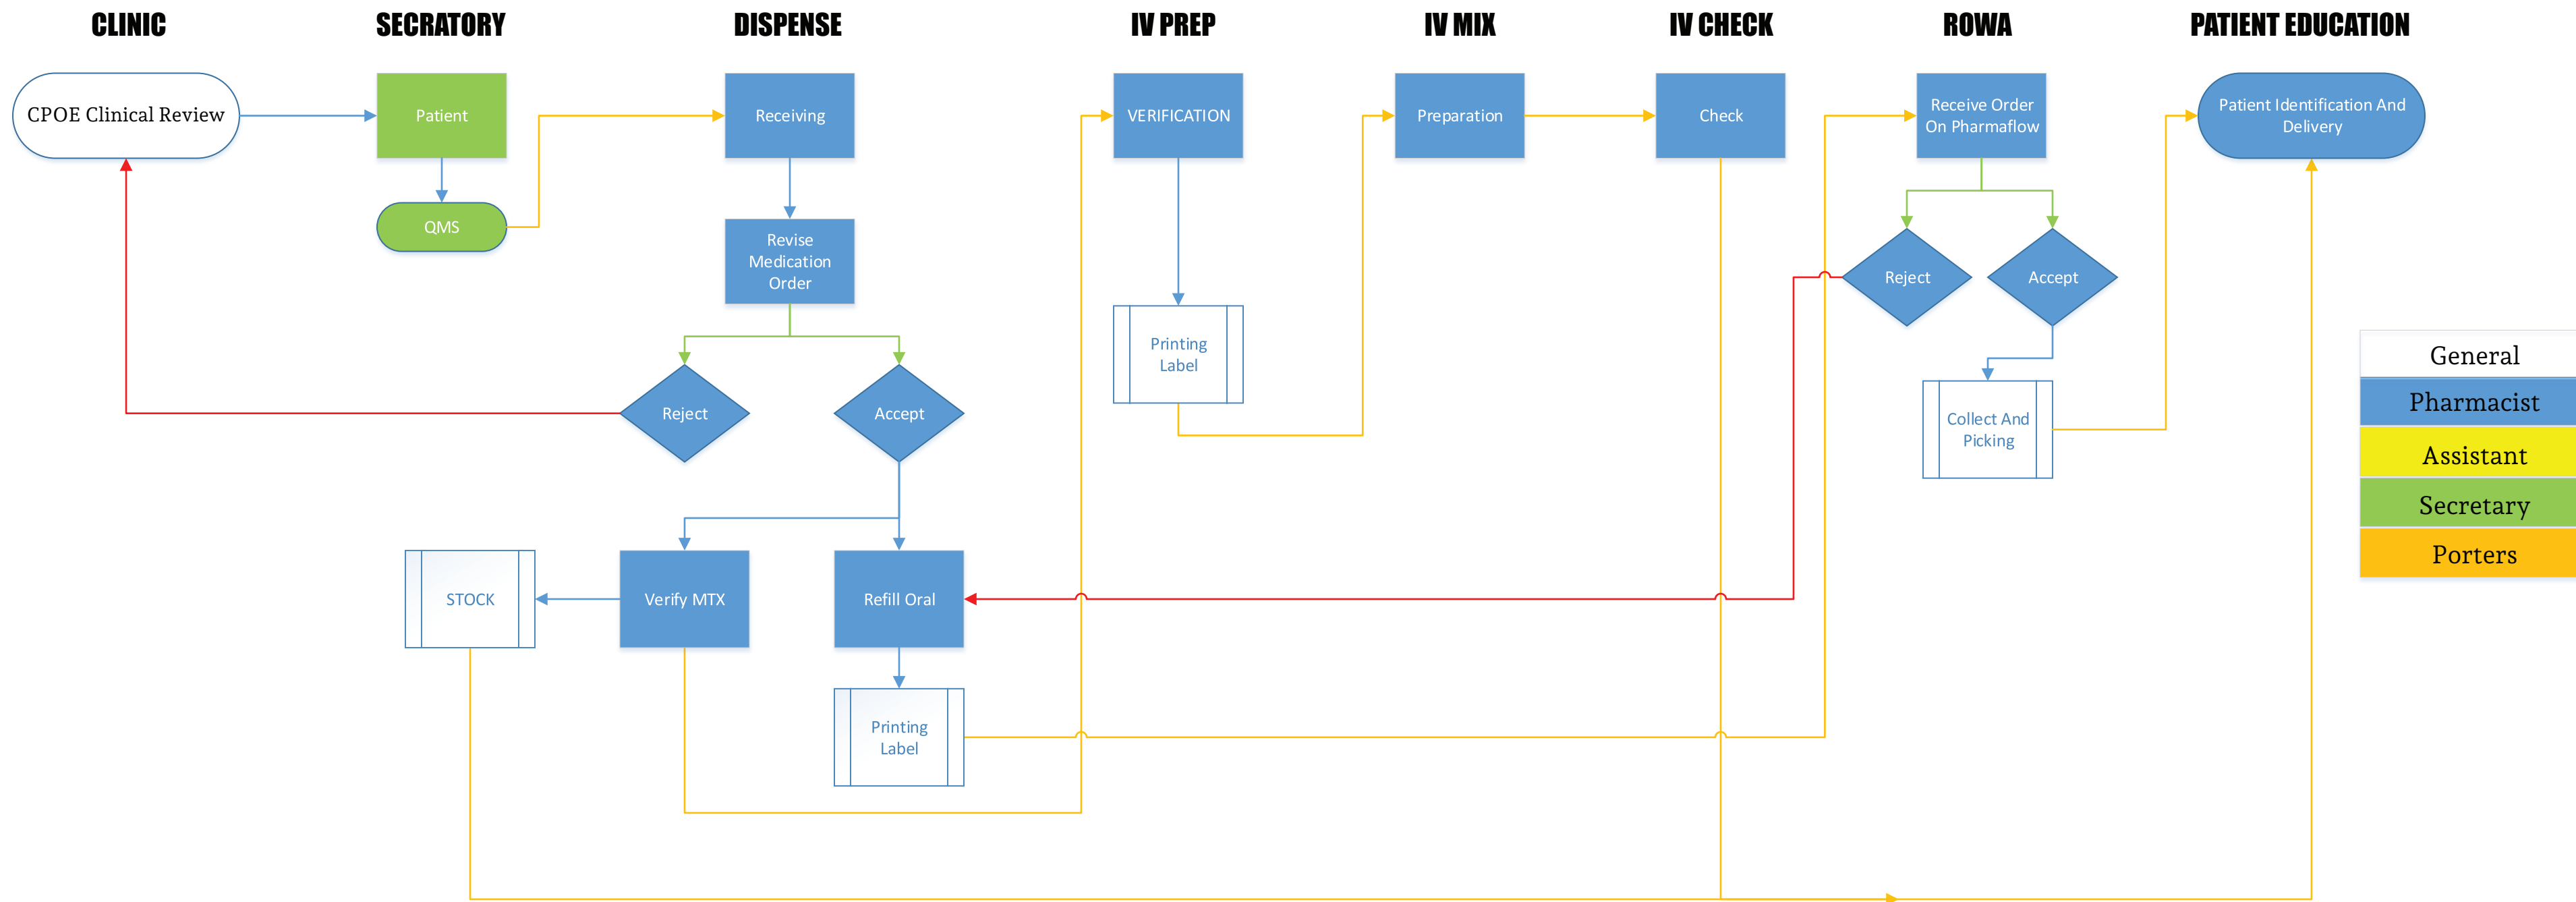 CLINIC
SECRATORY
DISPENSE
IV PREP
IV MIX
IV CHECK
ROWA
PATIENT EDUCATION
CPOE Clinical Review
Patient
Receiving
VERIFICATION
Preparation
Check
Receive Order
On Pharmaflow
Patient Identification And
Delivery
QMS
Revise
Medication
Order
Reject
Accept
Printing
Label
Reject
Accept
Collect And
Picking
General
Pharmacist
Assistant
Secretary
Porters
STOCK
Verify MTX
Refill Oral
Printing
Label